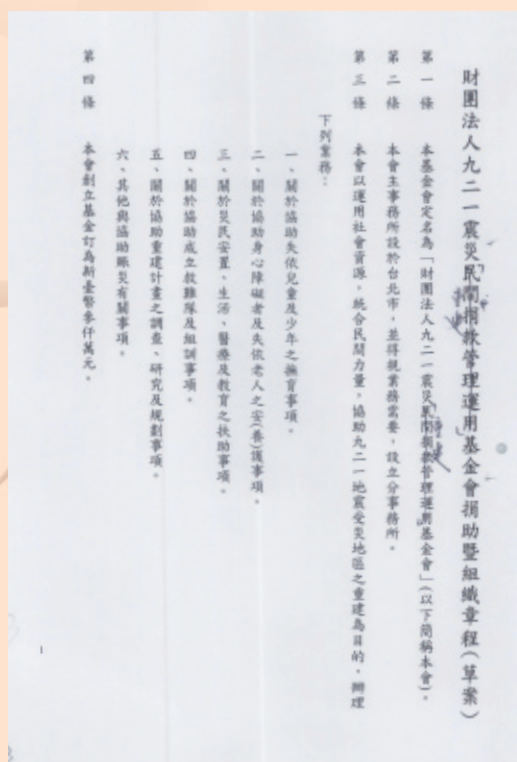 財團法人九二一震災民間捐款管理運用基金會捐助暨組織章程(草案)
第一條 本基金會定名為「財團法人九二一震災民間捐款管理運用基金會」(以下簡稱本會)。
第二條 本會主事務所設於台北市,並得視業務需要,設立分事務所。
第三條 本會以運用社會資源,統合民間力量,協助九二一地震受災地區之重建為目的,辦理
下列業務:
一、關於協助失依兒童及少年之撫育事項。
二、關於協助身心障礙者及失依老人之安(養)護事項。
三、關於災民安置、生活、醫療及教育之扶助事項。
四、關於協助成立救難隊及組訓事項。
五、關於協助重建計畫之調查、研究及規劃事項。
六、其他與協助賑災有關事項。
第四條 本會創立基金訂為新臺幣參仟萬元。
1